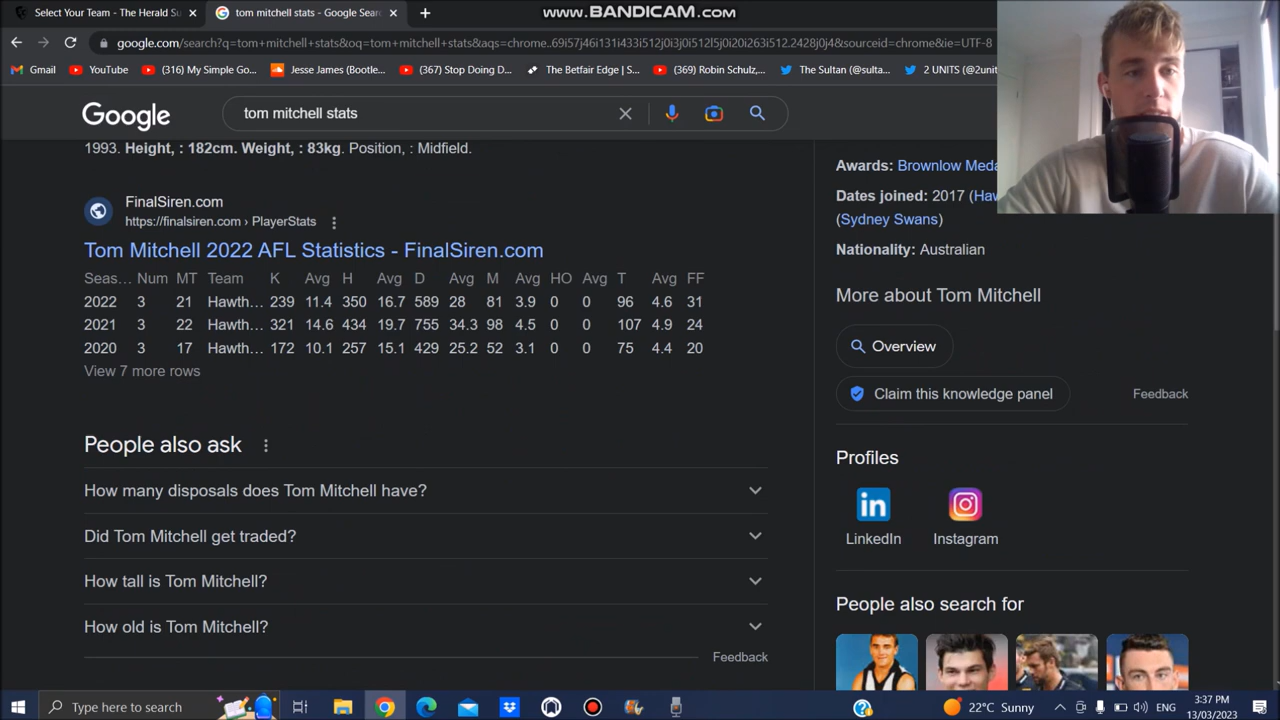 www.BANDICAM.com
Select Your Team - The Herald Su
tom mitchell stats - Google Sear
google.com/search?q=tom+mitchell+stats&oq=tom+mitchell+stats&aqs=chrome..69i57j46i131i433i512j0i3j0i512l5j0i20i263i512.2428j0j4&sourceid=chrome&ie=UTF-8
Gmail
YouTube
(316) My Simple Go...
Jesse James (Bootle...
(367) Stop Doing D...
The Betfair Edge | S...
(369) Robin Schulz,...
The Sultan (@sulta...
2 UNITS (@2unit
Google
tom mitchell stats
1993. Height, : 182cm. Weight, : 83kg. Position, : Midfield.
FinalSiren.com
https://finalsiren.com › PlayerStats
Tom Mitchell 2022 AFL Statistics - FinalSiren.com
Seas... Num MT Team K Avg H Avg D Avg M Avg HO Avg T Avg FF
2022 3 21 Hawth... 239 11.4 350 16.7 589 28 81 3.9 0 0 96 4.6 31
2021 3 22 Hawth... 321 14.6 434 19.7 755 34.3 98 4.5 0 0 107 4.9 24
2020 3 17 Hawth... 172 10.1 257 15.1 429 25.2 52 3.1 0 0 75 4.4 20
View 7 more rows
People also ask
How many disposals does Tom Mitchell have?
Did Tom Mitchell get traded?
How tall is Tom Mitchell?
How old is Tom Mitchell?
Feedback
Awards: Brownlow Meda
Dates joined: 2017 (Haw
(Sydney Swans)
Nationality: Australian
More about Tom Mitchell
Overview
Claim this knowledge panel
Feedback
Profiles
LinkedIn
Instagram
People also search for
Type here to search
22°C Sunny
ENG
3:37 PM
13/03/2023